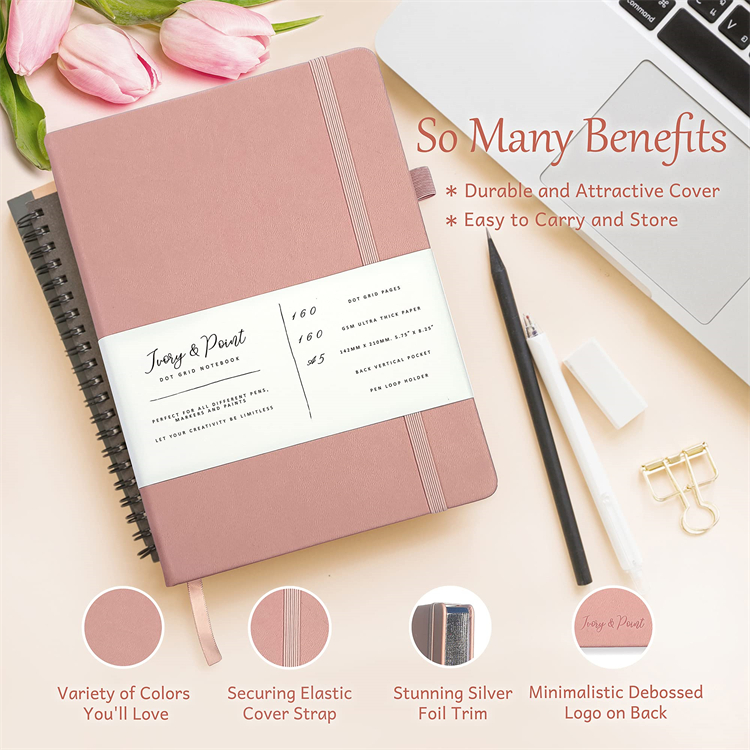 So Many Benefits
* Durable and Attractive Cover
* Easy to Carry and Store
Ivory & Point
DOT GRID NOTEBOOK
PERFECT FOR ALL DIFFERENT PENS,
MARKERS AND PAINTS
LET YOUR CREATIVITY BE LIMITLESS
160 DOT GRID PAGES
160 GSM ULTRA THICK PAPER
A5 142MM X 210MM, 5.75" X 8.25"
BACK VERTICAL POCKET
PEN LOOP HOLDER
Ivory & Point
Variety of Colors
You'll Love
Securing Elastic
Cover Strap
Stunning Silver
Foil Trim
Minimalistic Debossed
Logo on Back